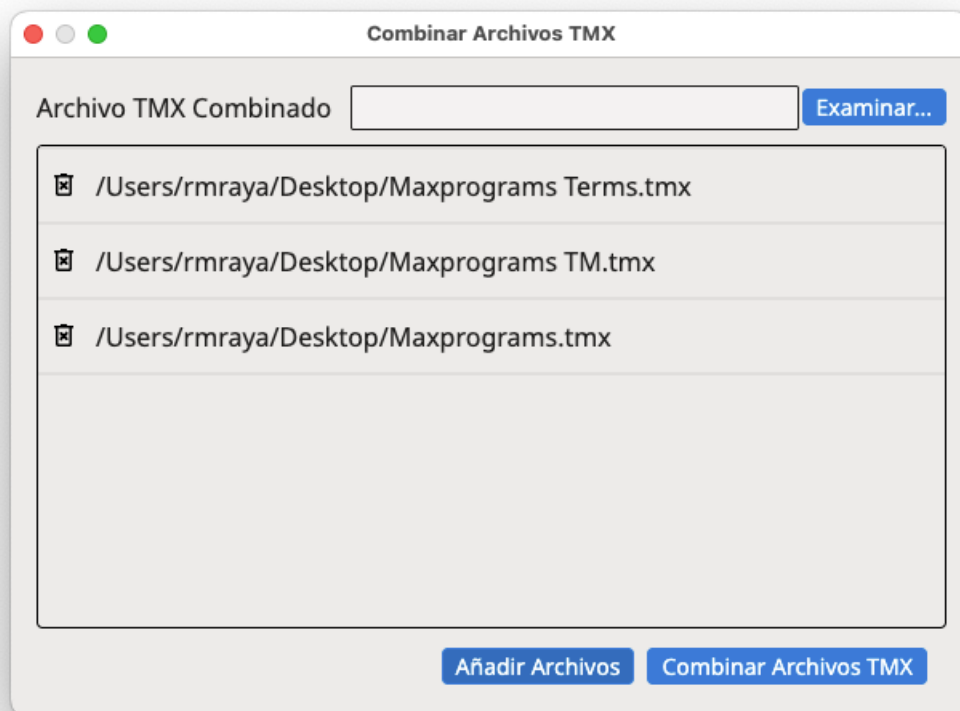 Combinar Archivos TMX
Archivo TMX Combinado Examinar...
/Users/rmraya/Desktop/Maxprograms Terms.tmx
/Users/rmraya/Desktop/Maxprograms TM.tmx
/Users/rmraya/Desktop/Maxprograms.tmx
Añadir Archivos Combinar Archivos TMX